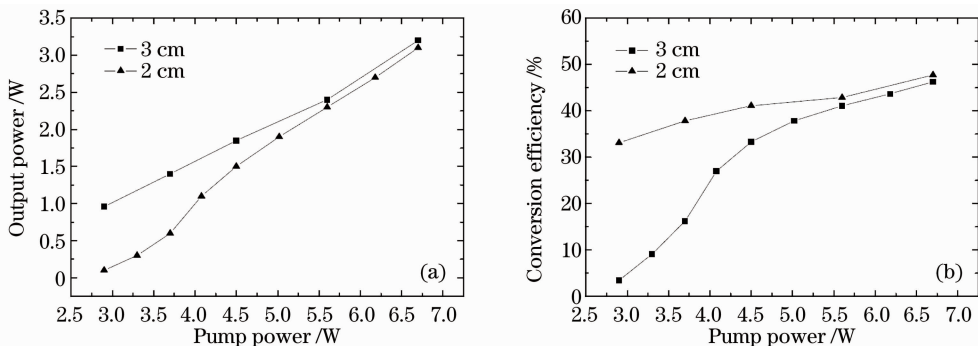 3.5
3.0
2.5
2.0
1.5
1.0
0.5
0
Output power /W
3 cm
2 cm
(a)
2.5 3.0 3.5 4.0 4.5 5.0 5.5 6.0 6.5 7.0
Pump power /W
60
50
40
30
20
10
0
Conversion efficiency /%
3 cm
2 cm
(b)
2.5 3.0 3.5 4.0 4.5 5.0 5.5 6.0 6.5 7.0
Pump power /W